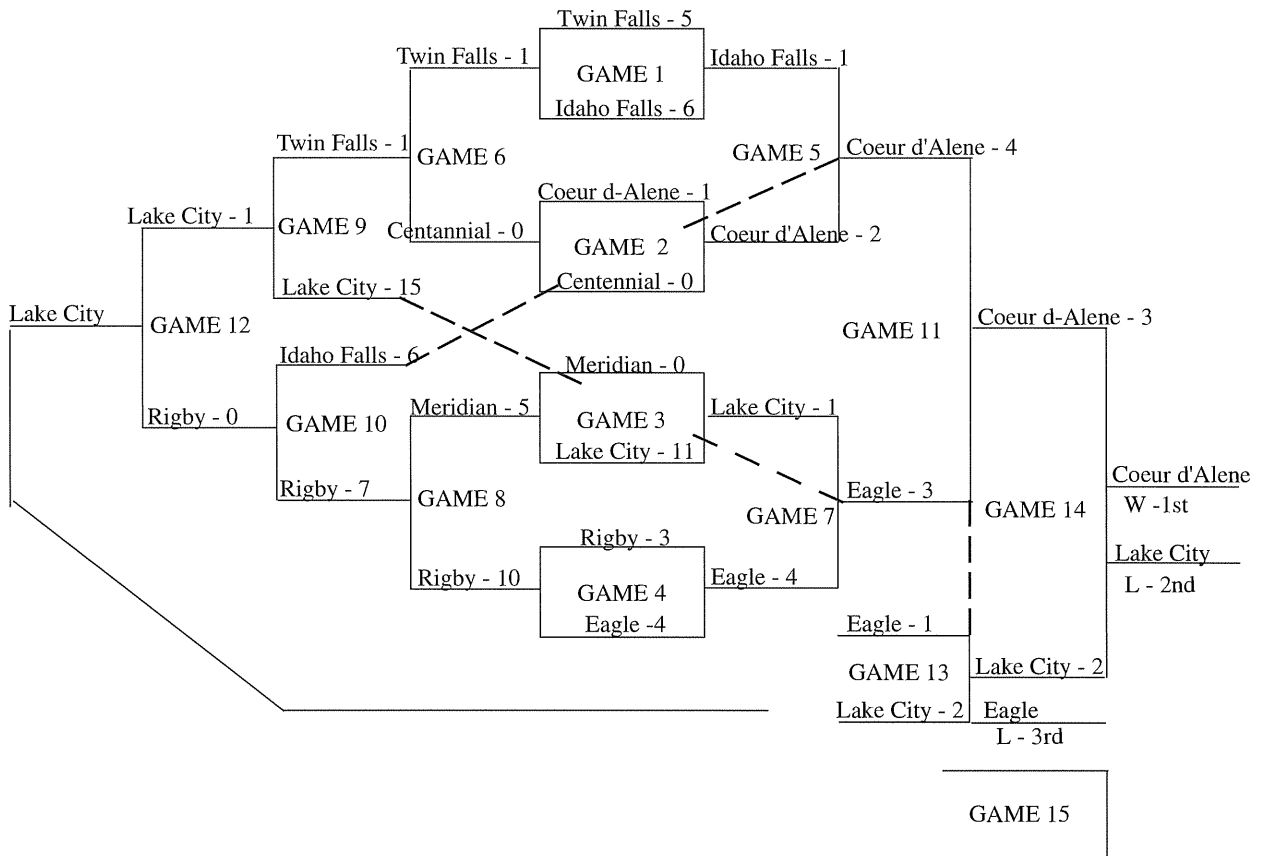 Twin Falls - 5
Twin Falls - 1
GAME 1
Idaho Falls - 1
Idaho Falls - 6
Twin Falls - 1
GAME 6
GAME 5
Coeur d'Alene - 4
Coeur d-Alene - 1
Lake City - 1
GAME 9
Centannial - 0
GAME 2
Coeur d'Alene - 2
Centennial - 0
Lake City - 15
Lake City
GAME 12
GAME 11
Coeur d-Alene - 3
Idaho Falls - 6
Meridian - 0
Rigby - 0
GAME 10
Meridian - 5
GAME 3
Lake City - 1
Lake City - 11
Rigby - 7
GAME 8
GAME 7
Eagle - 3
GAME 14
Coeur d'Alene
W -1st
Rigby - 3
Lake City
L - 2nd
Rigby - 10
GAME 4
Eagle - 4
Eagle -4
Eagle - 1
GAME 13
Lake City - 2
Lake City - 2
Eagle
L - 3rd
GAME 15